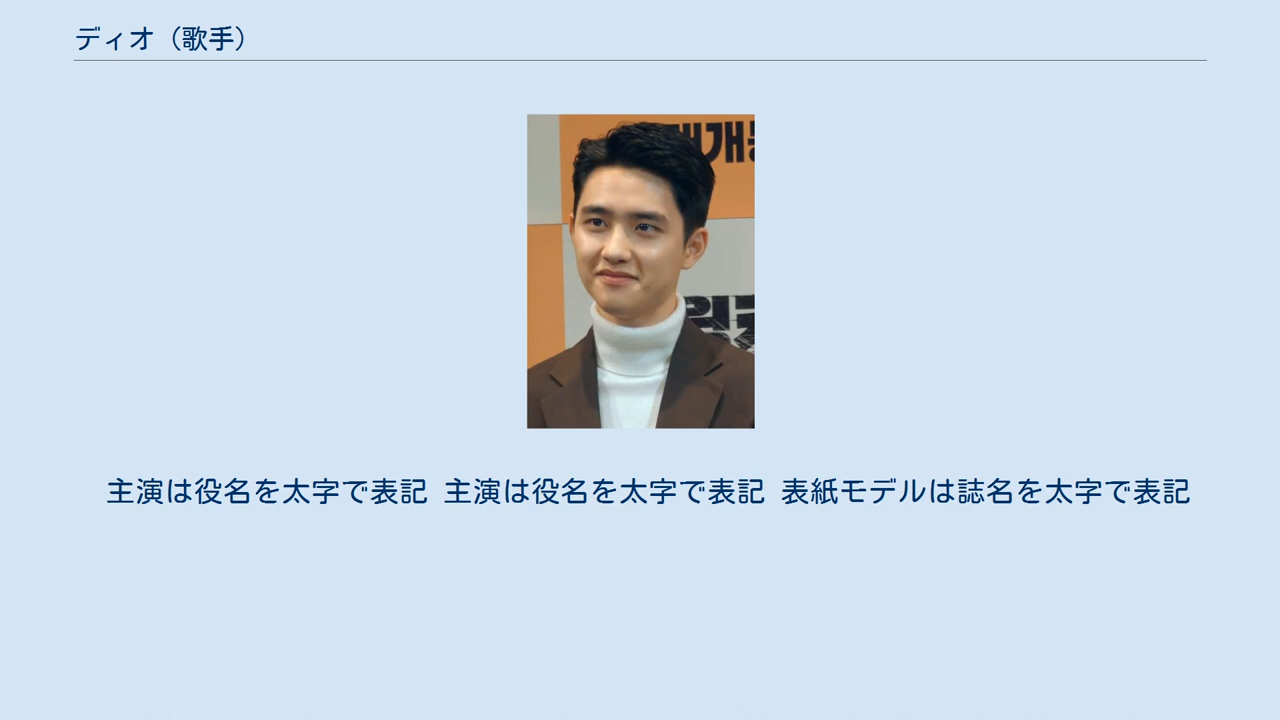 ディオ（歌手）
주개
主演は役名を太字で表記 主演は役名を太字で表記 表紙モデルは誌名を太字で表記